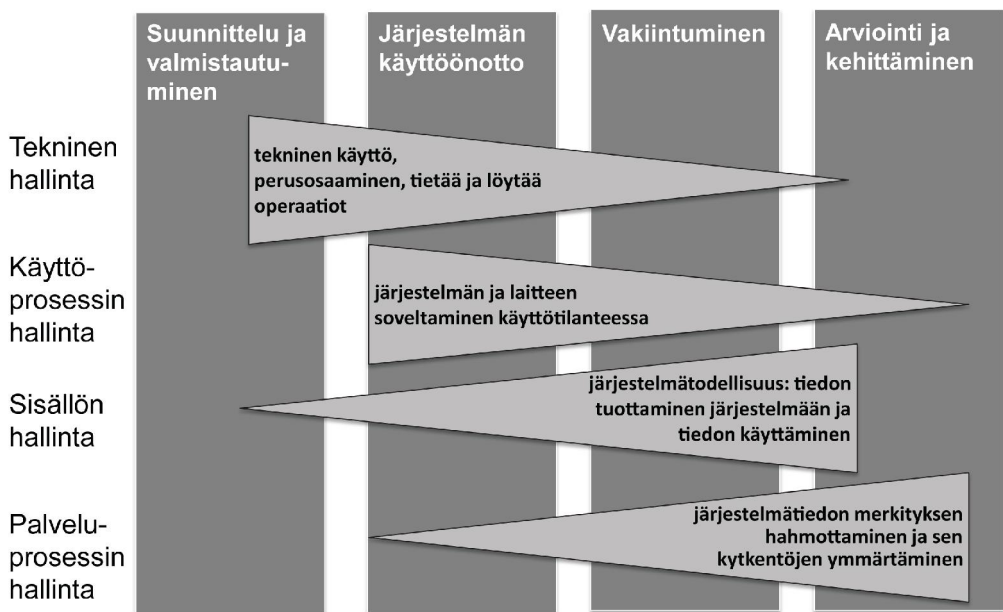 Suunnittelu ja
valmistautu-
minen
Järjestelmän
käyttöönotto
Vakiintuminen
Arviointi ja
kehittäminen
Tekninen
hallinta
tekninen käyttö,
perusosaaminen, tietää ja löytää
operaatiot
Käyttö-
prosessin
hallinta
järjestelmän ja laitteen
soveltaminen käyttötilanteessa
Sisällön
hallinta
järjestelmätodellisuus: tiedon
tuottaminen järjestelmään ja
tiedon käyttäminen
Palvelu-
prosessin
hallinta
järjestelmätiedon merkityksen
hahmottaminen ja sen
kytkentöjen ymmärtäminen